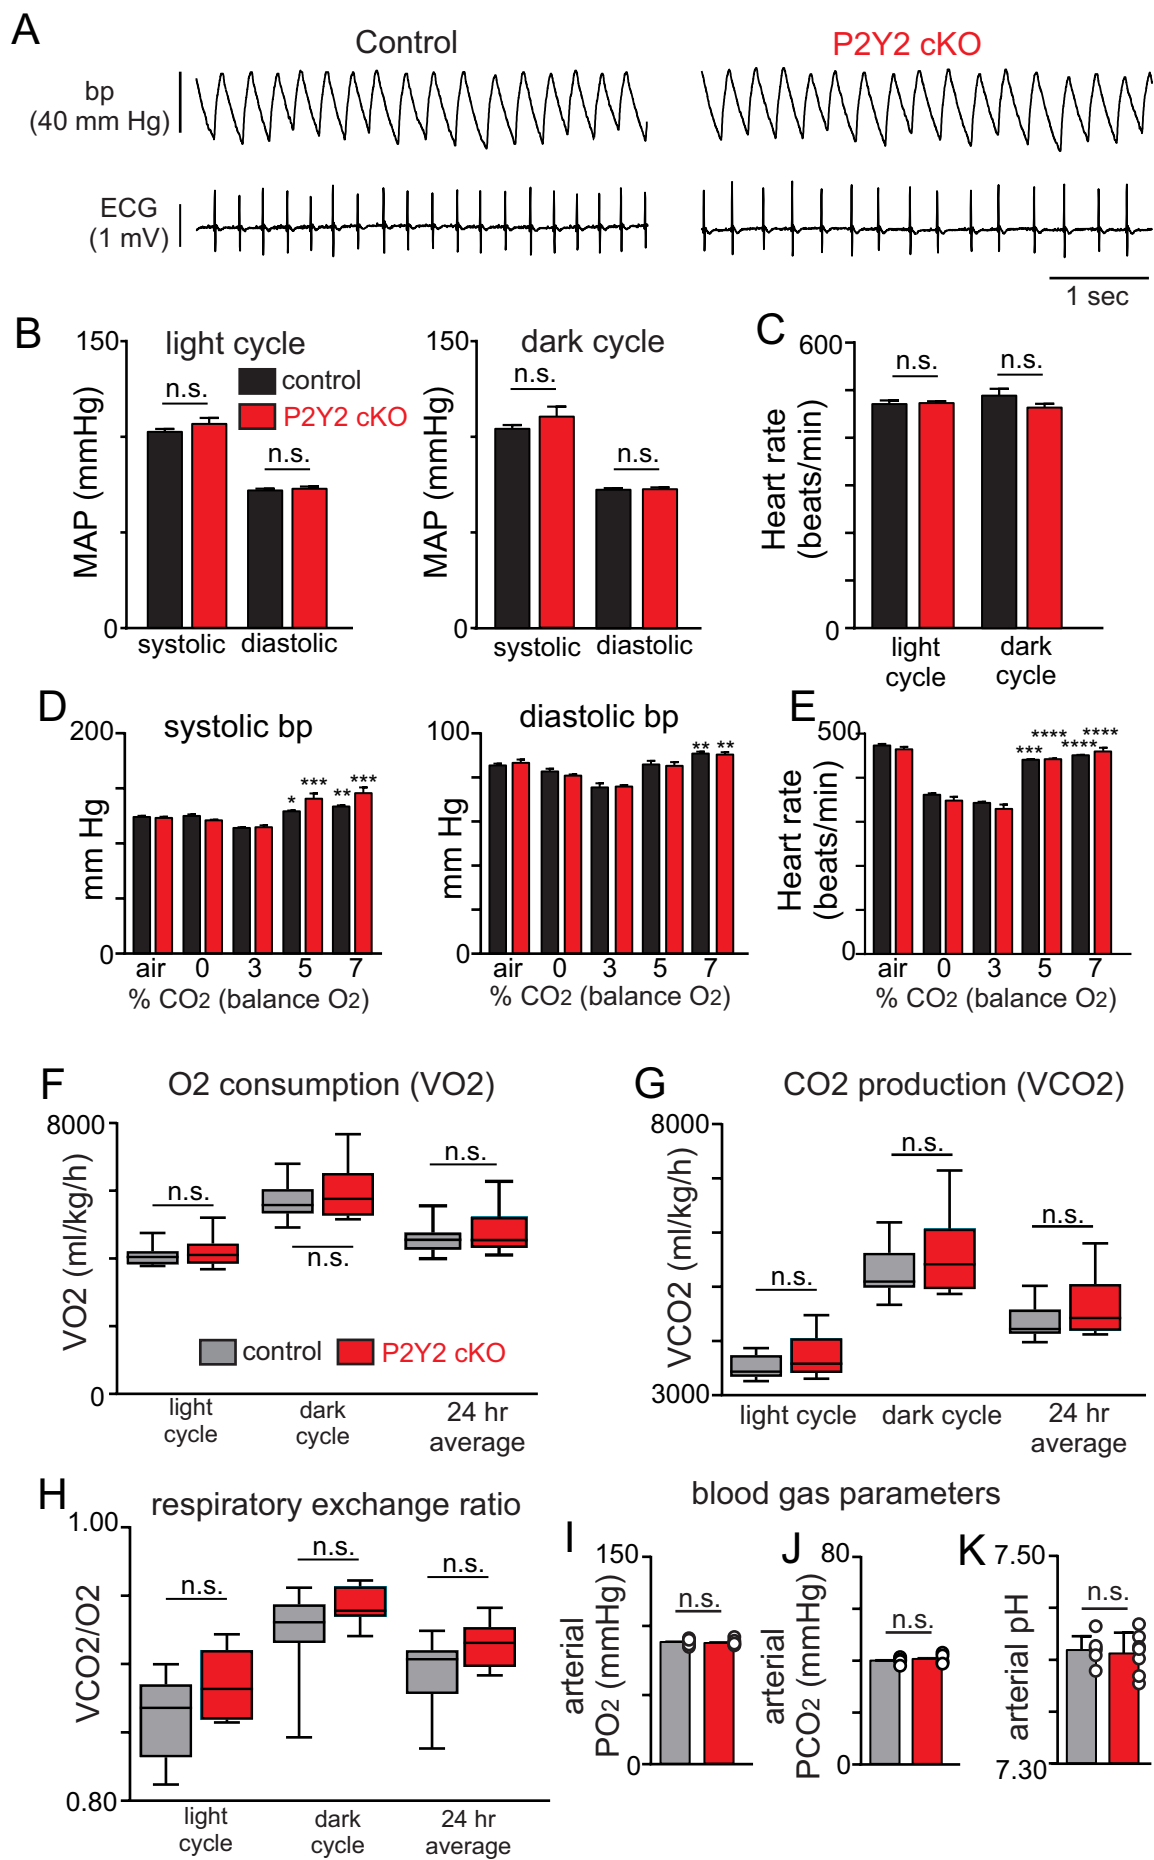 A
Control
P2Y2 cKO
bp
(40 mm Hg)
ECG
(1 mV)
1 sec
B
150
light cycle
control
P2Y2 cKO
n.s.
n.s.
MAP (mmHg)
0
systolic diastolic
150
dark cycle
n.s.
n.s.
MAP (mmHg)
0
systolic diastolic
C
600
n.s.
n.s.
Heart rate
(beats/min)
0
light
cycle
dark
cycle
D
200
systolic bp
mm Hg
* *** ** ***
0
air 0 3 5 7
% CO2 (balance O2)
100
diastolic bp
mm Hg
** **
0
air 0 3 5 7
% CO2 (balance O2)
E
500
Heart rate
(beats/min)
*** **** **** ****
0
air 0 3 5 7
% CO2 (balance O2)
F
O2 consumption (VO2)
8000
VO2 (ml/kg/h)
n.s.
n.s.
n.s.
control
P2Y2 cKO
0
light
cycle
dark
cycle
24 hr
average
G
CO2 production (VCO2)
8000
VCO2 (ml/kg/h)
n.s.
n.s.
n.s.
3000
light cycle
dark cycle
24 hr
average
H
respiratory exchange ratio
1.00
VCO2/O2
n.s.
n.s.
n.s.
0.80
light
cycle
dark
cycle
24 hr
average
blood gas parameters
I
150
arterial
PO2 (mmHg)
n.s.
0
J
80
arterial
PCO2 (mmHg)
n.s.
0
K
7.50
arterial pH
n.s.
7.30